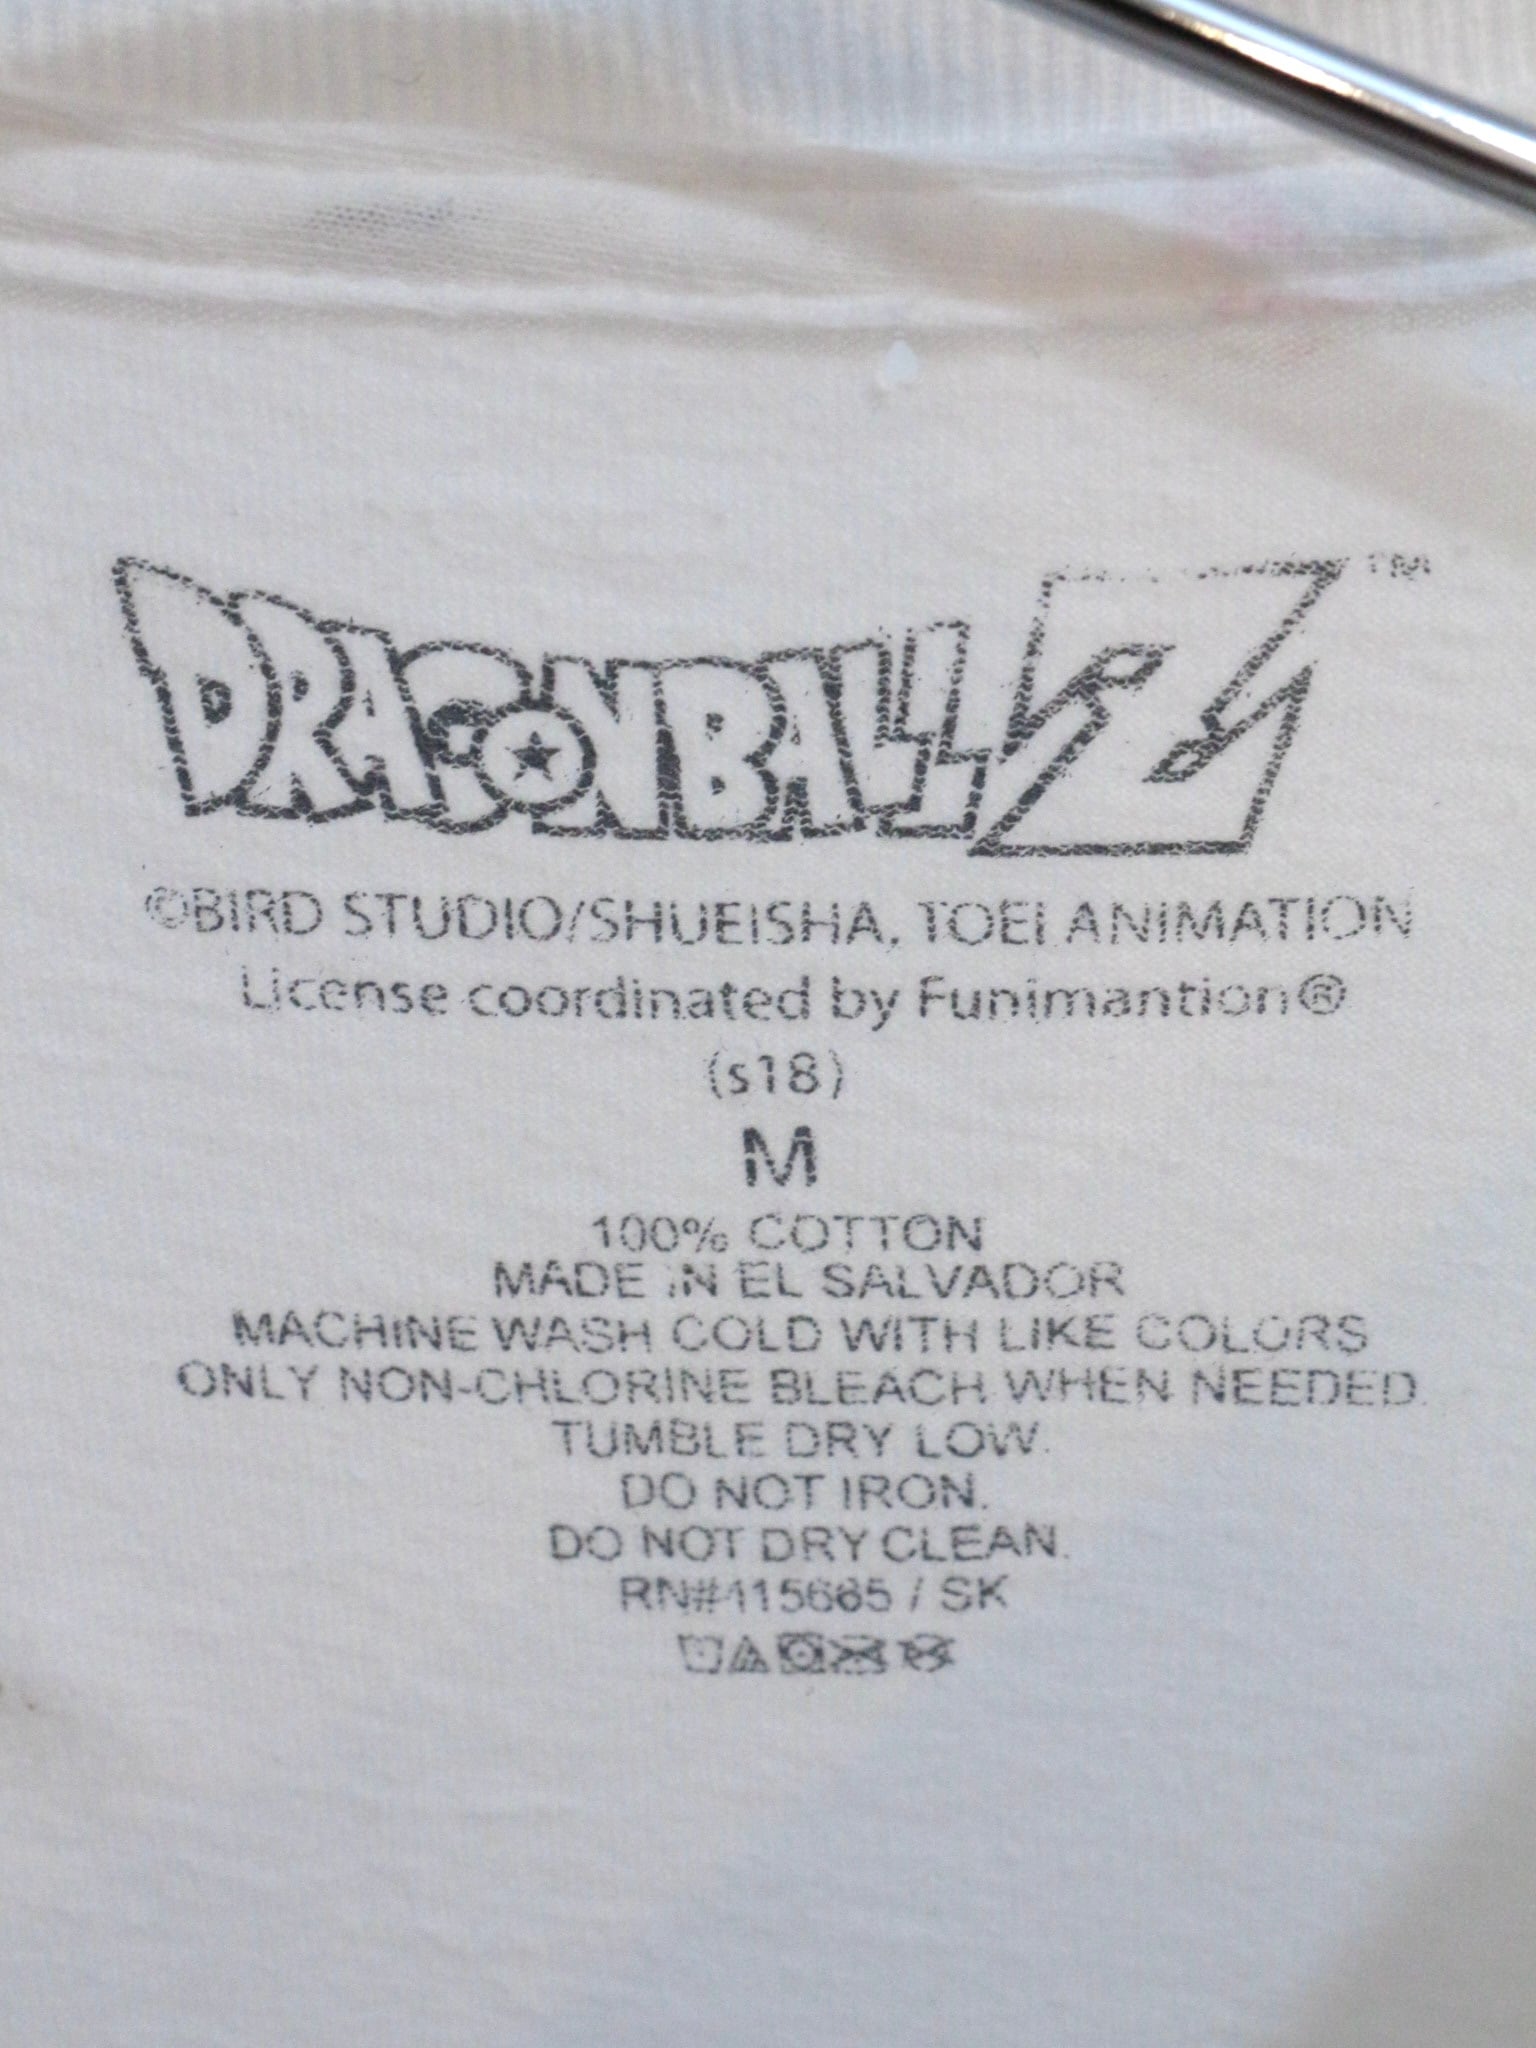 DRAGONBALL Z™
©BIRD STUDIO/SHUEISHA, TOEI ANIMATION
License coordinated by Funimantion®
(s18)
M
100% COTTON
MADE IN EL SALVADOR
MACHINE WASH COLD WITH LIKE COLORS
ONLY NON-CHLORINE BLEACH WHEN NEEDED.
TUMBLE DRY LOW.
DO NOT IRON.
DO NOT DRY CLEAN.
RN#115665 / SK